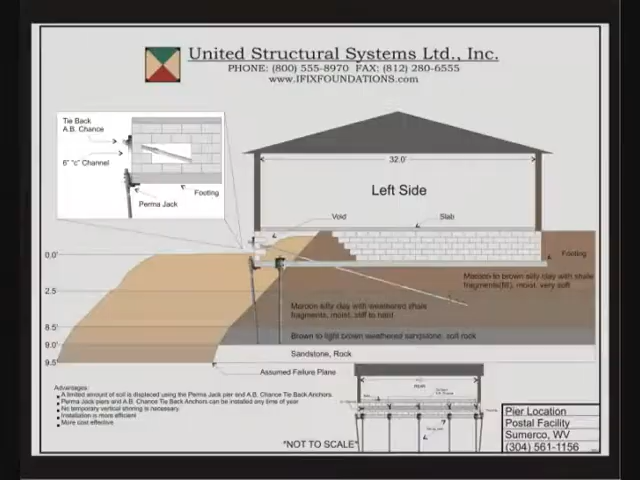 United Structural Systems Ltd., Inc.
PHONE: (800) 555-8970 FAX: (812) 280-6555
www.IFIXFOUNDATIONS.com
Tie Back
A.B. Chance
6" "c" Channel
Footing
Perma Jack
32.0'
Left Side
Void
Slab
Footing
0.0'
2.5'
8.5'
9.0'
9.5'
Maroon to brown silty clay with shale
fragments(fill), moist, very soft
Maroon silty clay with weathered shale
fragments, moist, stiff to hard
Brown to light brown weathered sandstone, soft rock
Sandstone, Rock
Assumed Failure Plane
Advantages:
A limited amount of soil is displaced using the Perma Jack pier and A.B. Chance Tie Back Anchors.
Perma Jack piers and A.B. Chance Tie Back Anchors can be installed any time of year
No temporary vertical shoring is necessary.
Installation is more efficient
More cost effective
*NOT TO SCALE*
Pier Location
Postal Facility
Sumerco, WV
(304) 561-1156